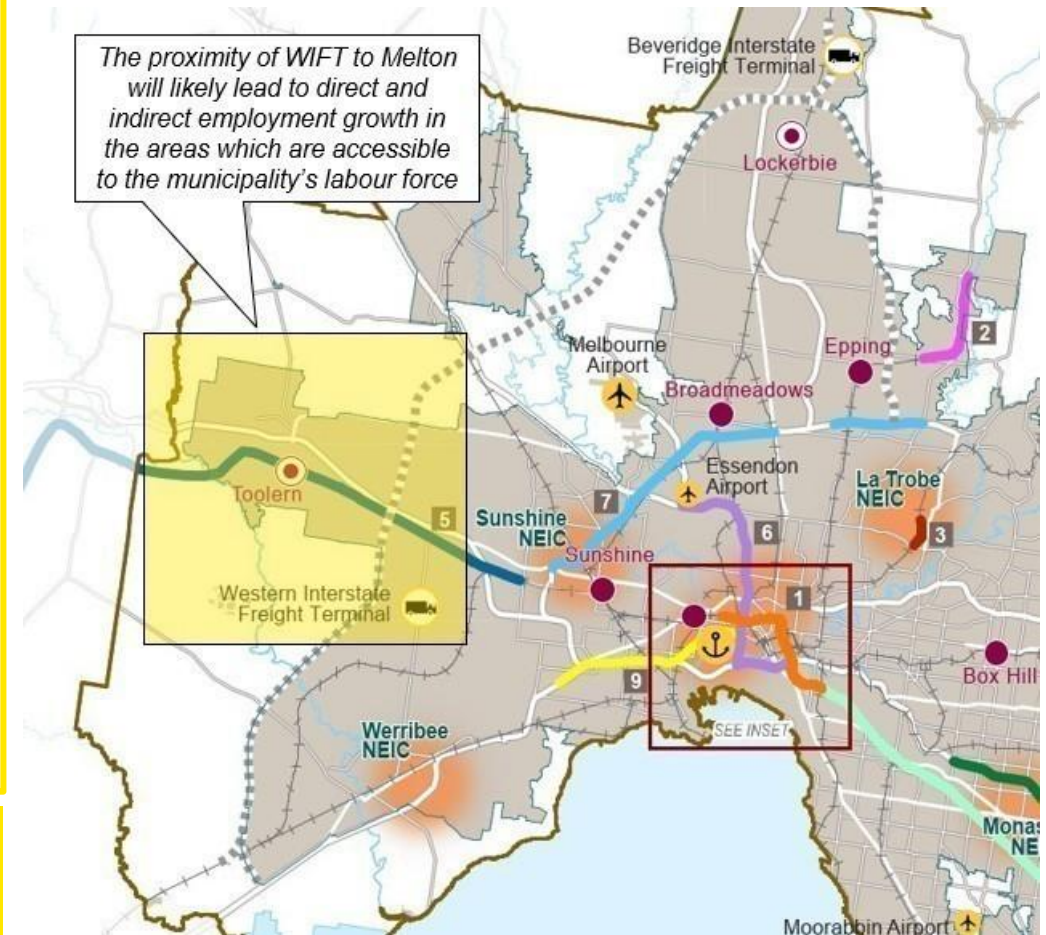 The proximity of WIFT to Melton
will likely lead to direct and
indirect employment growth in
the areas which are accessible
to the municipality's labour force
Beveridge Interstate
Freight Terminal
Lockerbie
2
Melbourne
Airport
Epping
Broadmeadows
Essendon
Airport
La Trobe
NEIC
Toolern
5
Sunshine
NEIC
7
6
3
Sunshine
Western Interstate
Freight Terminal
1
Box Hill
9
SEE INSET
Werribee
NEIC
Monas
NE
Moorabbin Airport